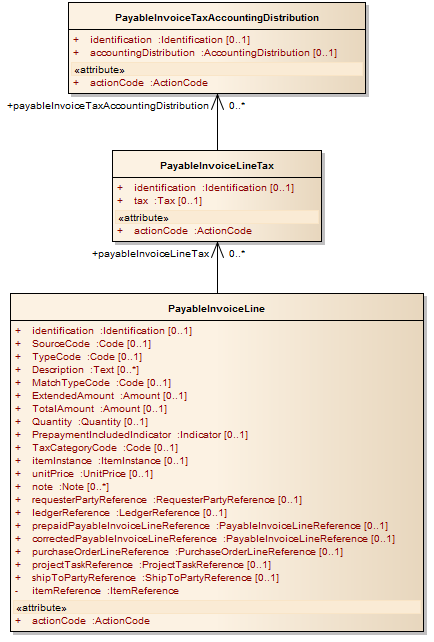 PayableInvoiceTaxAccountingDistribution
+ identification :Identification [0..1]
+ accountingDistribution :AccountingDistribution [0..1]
«attribute»
+ actionCode :ActionCode
+payableInvoiceTaxAccountingDistribution 0..*
PayableInvoiceLineTax
+ identification :Identification [0..1]
+ tax :Tax [0..1]
«attribute»
+ actionCode :ActionCode
+payableInvoiceLineTax 0..*
PayableInvoiceLine
+ identification :Identification [0..1]
+ SourceCode :Code [0..1]
+ TypeCode :Code [0..1]
+ Description :Text [0..*]
+ MatchTypeCode :Code [0..1]
+ ExtendedAmount :Amount [0..1]
+ TotalAmount :Amount [0..1]
+ Quantity :Quantity [0..1]
+ PrepaymentIncludedIndicator :Indicator [0..1]
+ TaxCategoryCode :Code [0..1]
+ itemInstance :ItemInstance [0..1]
+ unitPrice :UnitPrice [0..1]
+ note :Note [0..*]
+ requesterPartyReference :RequesterPartyReference [0..1]
+ ledgerReference :LedgerReference [0..1]
+ prepaidPayableInvoiceLineReference :PayableInvoiceLineReference [0..1]
+ correctedPayableInvoiceLineReference :PayableInvoiceLineReference [0..1]
+ purchaseOrderLineReference :PurchaseOrderLineReference [0..1]
+ projectTaskReference :ProjectTaskReference [0..1]
+ shipToPartyReference :ShipToPartyReference [0..1]
- itemReference :ItemReference
«attribute»
+ actionCode :ActionCode